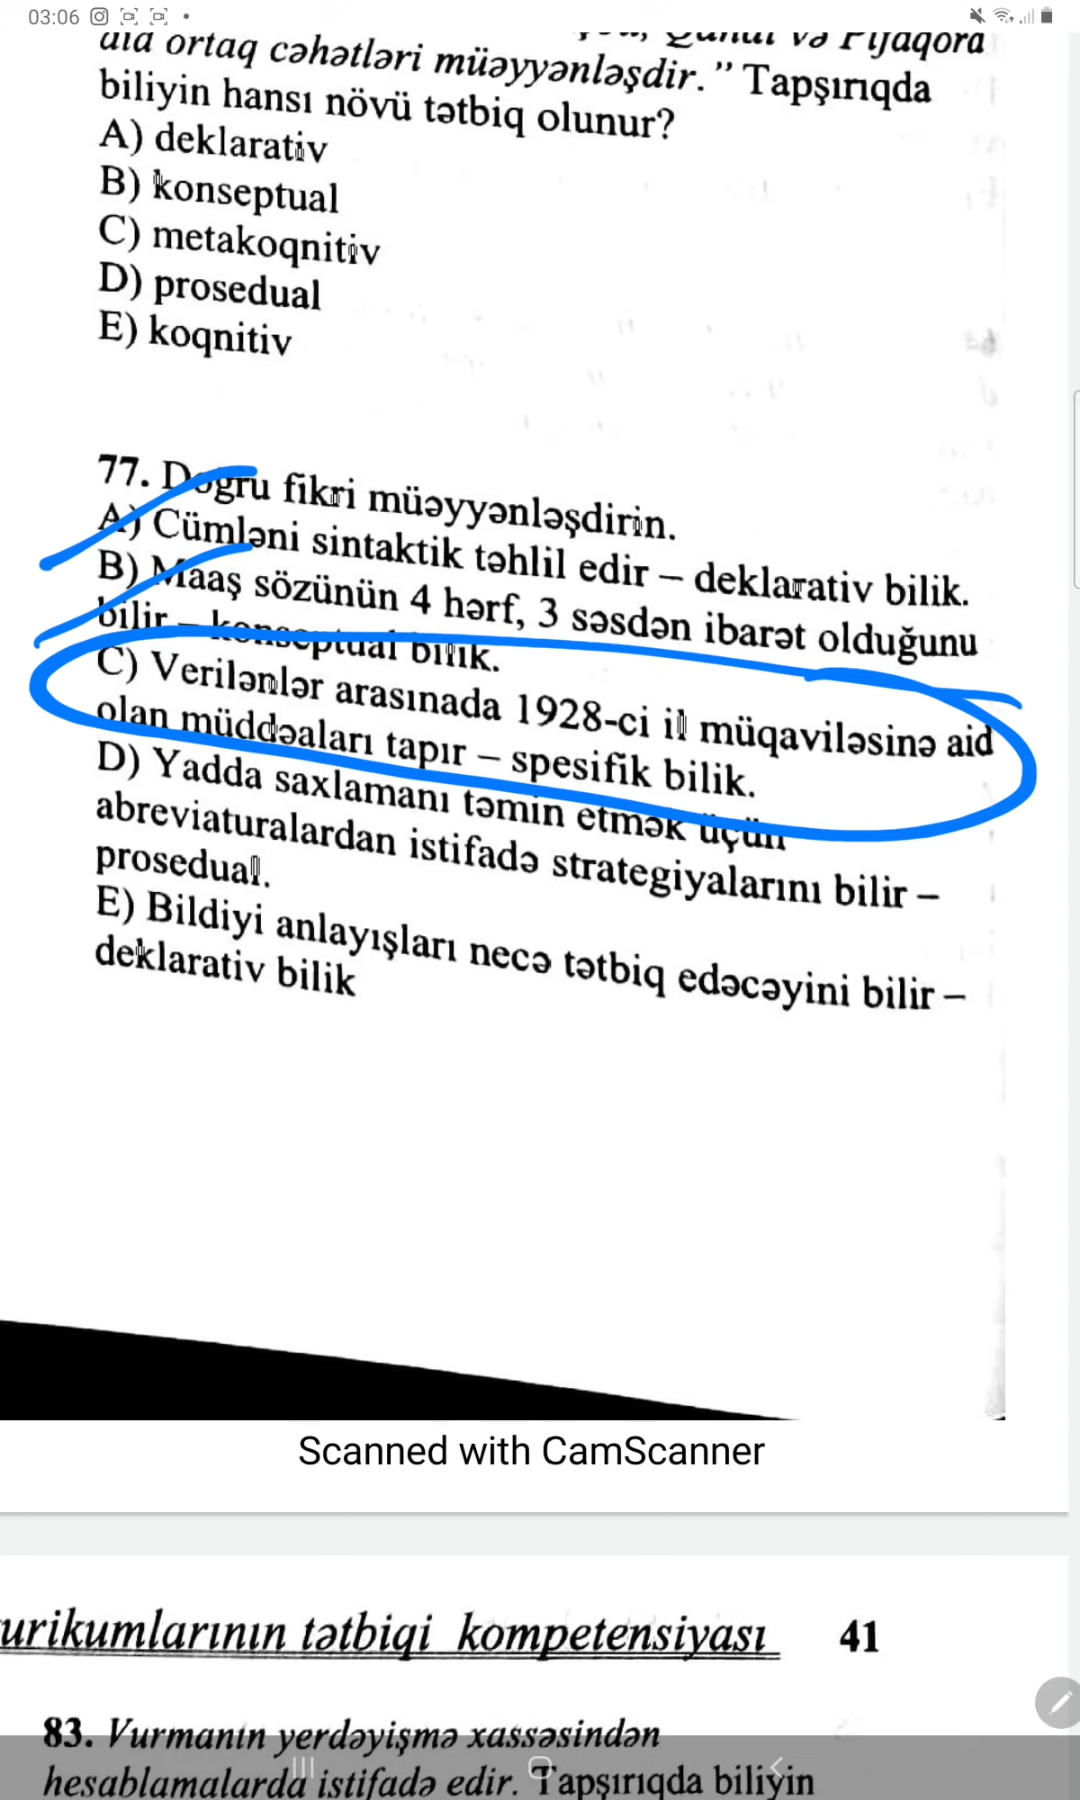 03:06
aid ortaq cəhətləri müəyyənləşdir." Tapşırıqda
və Pifaqora
biliyin hansı növü tətbiq olunur?
A) deklarativ
B) konseptual
C) metakoqnitiv
D) prosedual
E) koqnitiv
77. Doğru fikri müəyyənləşdirin.
A) Cümləni sintaktik təhlil edir – deklarativ bilik.
B) Maaş sözünün 4 hərf, 3 səsdən ibarət olduğunu
bilir – konseptual bilik.
C) Verilənlər arasınada 1928-ci il müqaviləsinə aid
olan müddəaları tapır – spesifik bilik.
D) Yadda saxlamanı təmin etmək üçün
abreviaturalardan istifadə strategiyalarını bilir –
prosedual.
E) Bildiyi anlayışları necə tətbiq edəcəyini bilir –
deklarativ bilik
Scanned with CamScanner
urikumlarının tətbiqi kompetensiyası 41
83. Vurmanın yerdəyişmə xassəsindən
hesablamalarda istifadə edir. Tapşırıqda biliyin